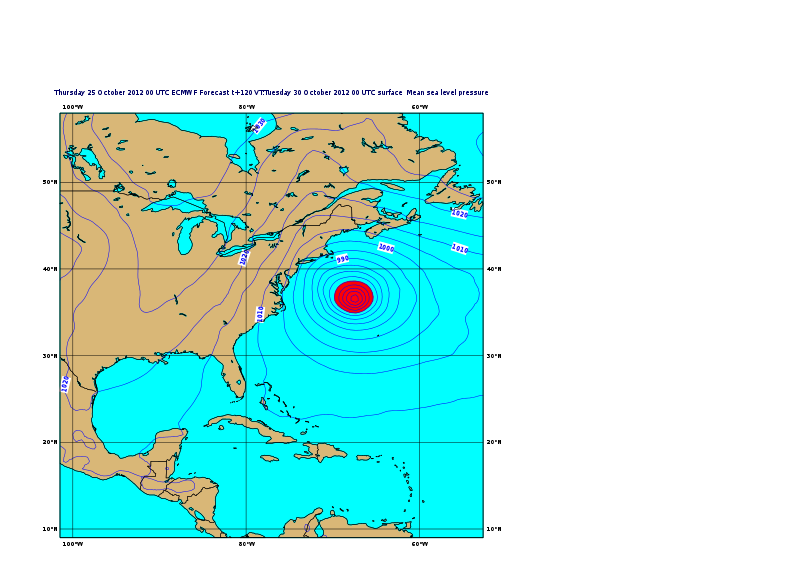 Thursday 25 October 2012 00 UTC ECMWF Forecast t+120 VT:Tuesday 30 October 2012 00 UTC surface Mean sea level pressure
100°W 80°W 60°W
1020
50°N 50°N
1020
1000 1010
1020 990
40°N 40°N
1010
30°N 30°N
1020
20°N 20°N
10°N 10°N
100°W 80°W 60°W